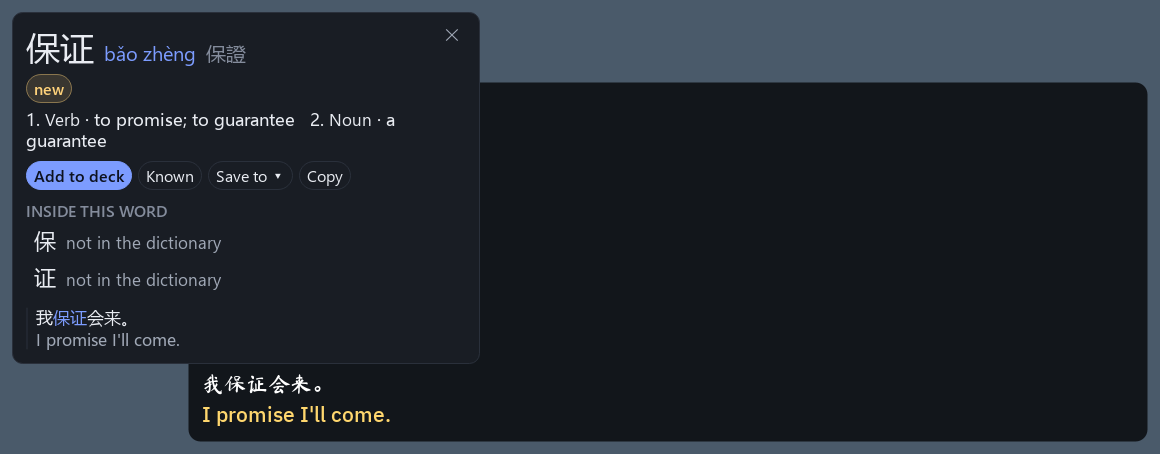 保证 bǎo zhèng 保證
new
1. Verb · to promise; to guarantee 2. Noun · a
guarantee
Add to deck Known Save to ▾ Copy
INSIDE THIS WORD
保 not in the dictionary
证 not in the dictionary
我保证会来。
I promise I'll come.
我保证会来。
I promise I'll come.